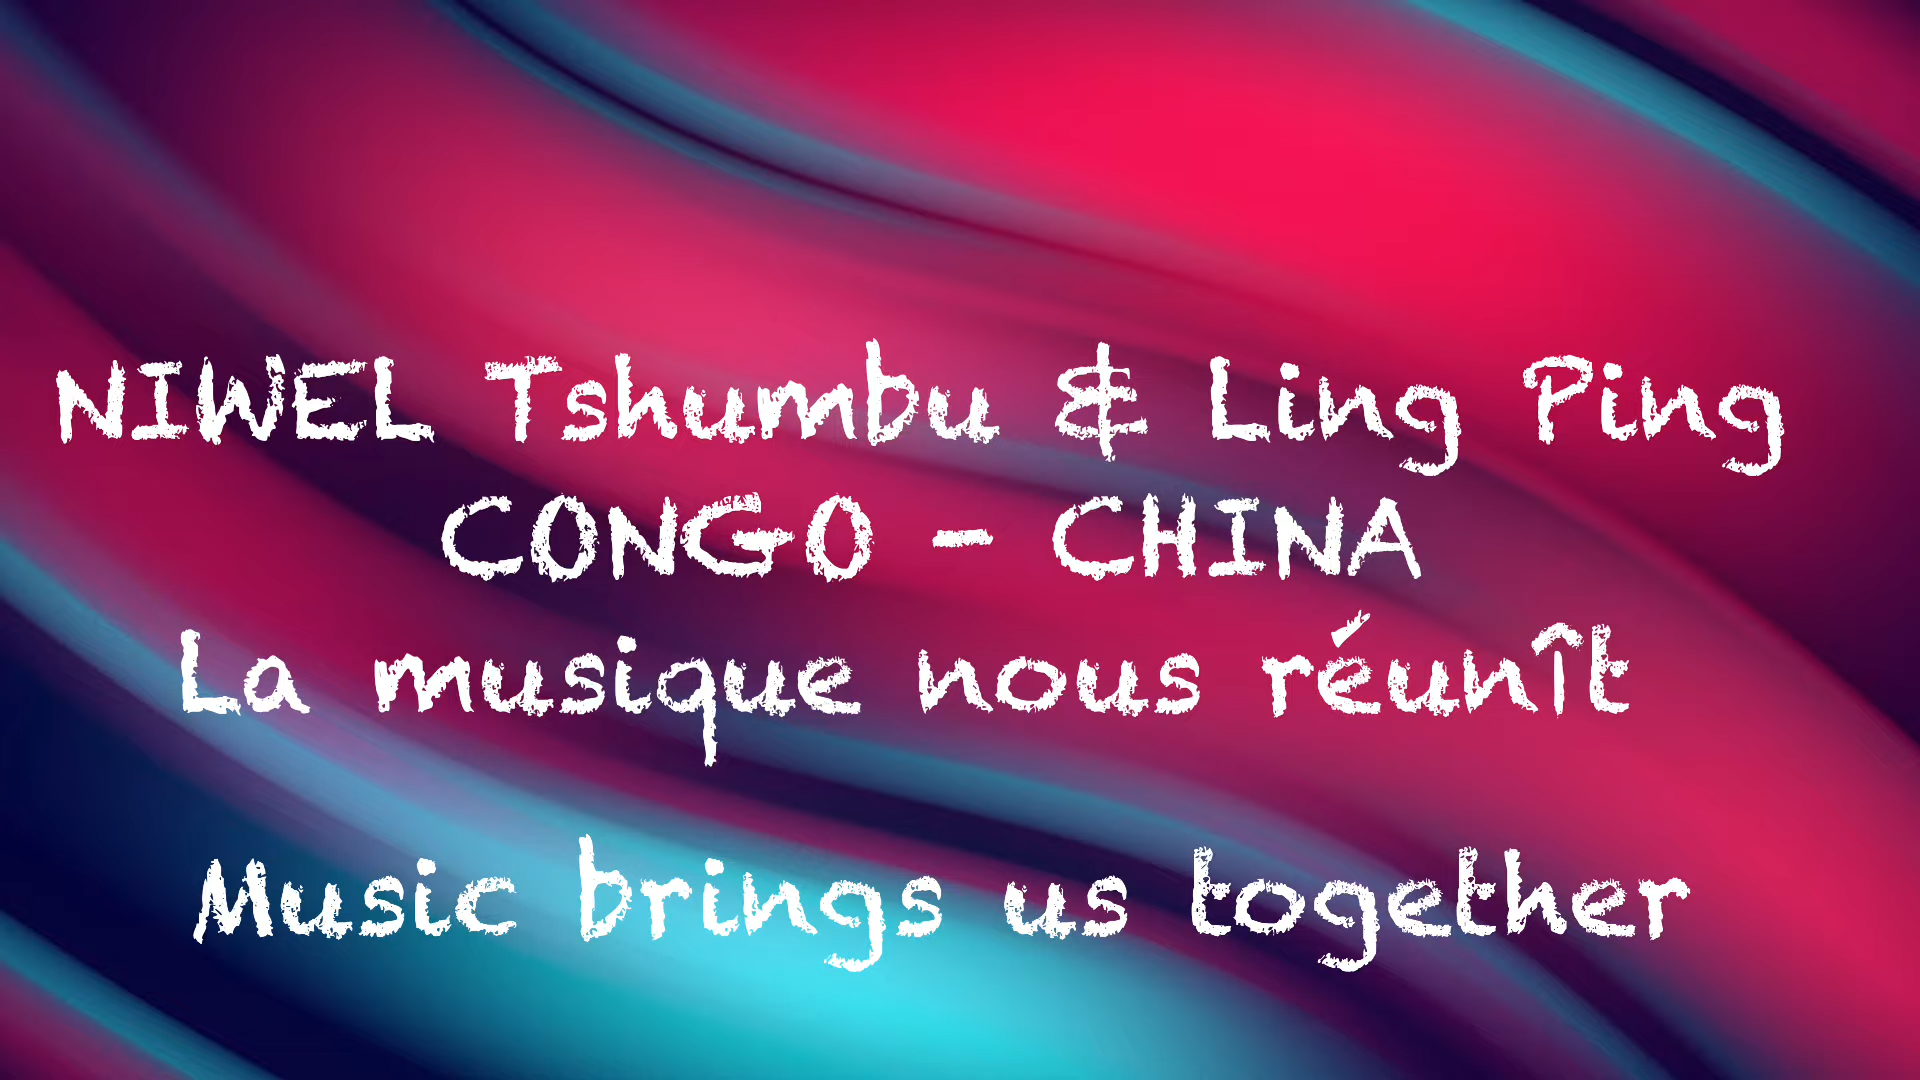 NIWEL Tshumbu & Ling Ping
CONGO - CHINA
La musique nous réunît
Music brings us together